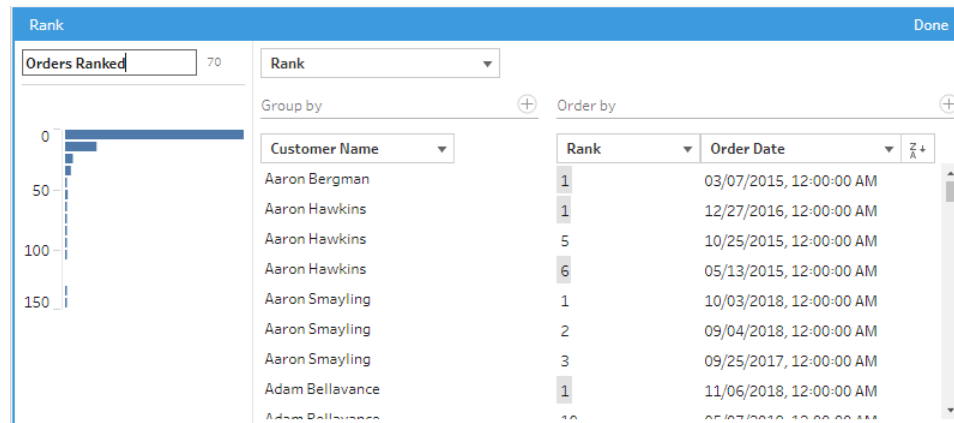 Rank Done
Orders Ranked 70 Rank
Group by Order by
0 Customer Name Rank Order Date
Aaron Bergman 1 03/07/2015, 12:00:00 AM
50 Aaron Hawkins 1 12/27/2016, 12:00:00 AM
Aaron Hawkins 5 10/25/2015, 12:00:00 AM
100 Aaron Hawkins 6 05/13/2015, 12:00:00 AM
150 Aaron Smayling 1 10/03/2018, 12:00:00 AM
Aaron Smayling 2 09/04/2018, 12:00:00 AM
Aaron Smayling 3 09/25/2017, 12:00:00 AM
Adam Bellavance 1 11/06/2018, 12:00:00 AM
Adam Bellavance